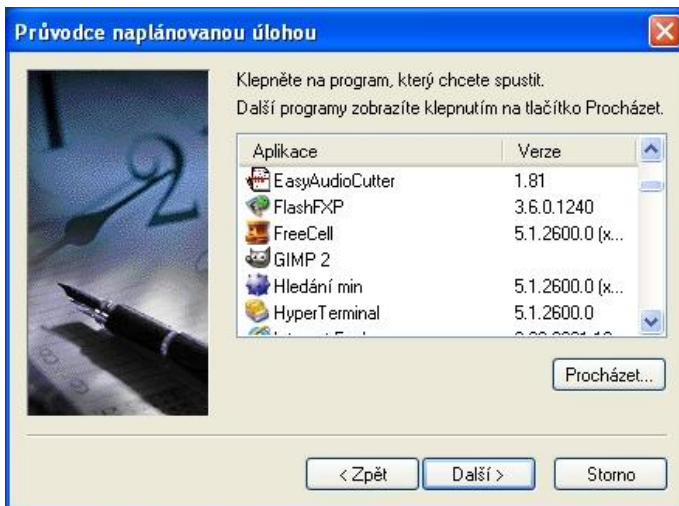 Průvodce naplánovanou úlohou
Klepněte na program, který chcete spustit.
Další programy zobrazíte klepnutím na tlačítko Procházet.
Aplikace Verze
EasyAudioCutter 1.81
FlashFXP 3.6.0.1240
FreeCell 5.1.2600.0 (x...
GIMP 2
Hledání min 5.1.2600.0 (x...
HyperTerminal 5.1.2600.0
Procházet...
< Zpět Další > Storno